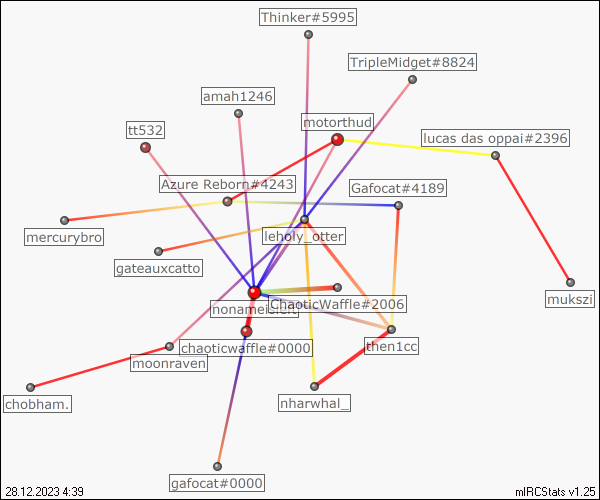 Thinker#5995
TripleMidget#8824
amah1246
motorthud
tt532
lucas das oppai#2396
Azure Reborn#4243
Gafocat#4189
mercurybro
leholy_otter
gateauxcatto
mukszi
ChaoticWaffle#2006
chaoticwaffle#0000
then1cc
moonraven
chobham.
nharwhal_
gafocat#0000
28.12.2023 4:39
mIRCStats v1.25